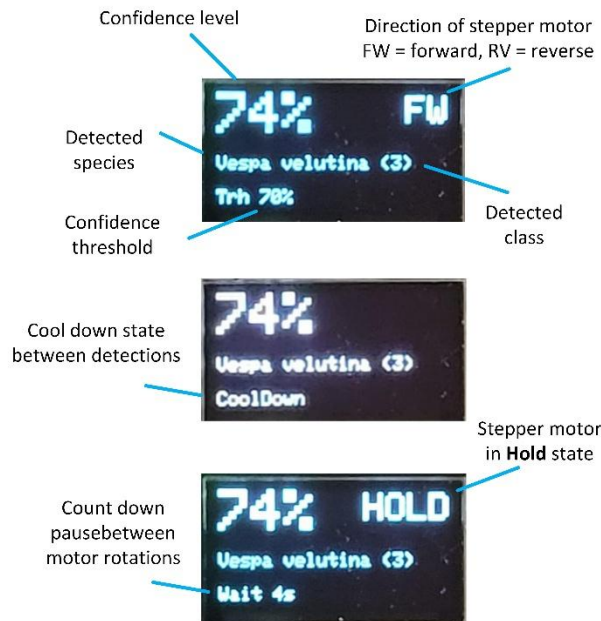 Confidence level
Direction of stepper motor
FW = forward, RV = reverse
74%
FW
Detected
species
Vespa velutina (3)
Trh 70%
Confidence
threshold
Detected
class
74%
Cool down state
between detections
Vespa velutina (3)
CoolDown
Stepper motor
in Hold state
74%
HOLD
Count down
pausebetween
motor rotations
Vespa velutina (3)
Wait 4s